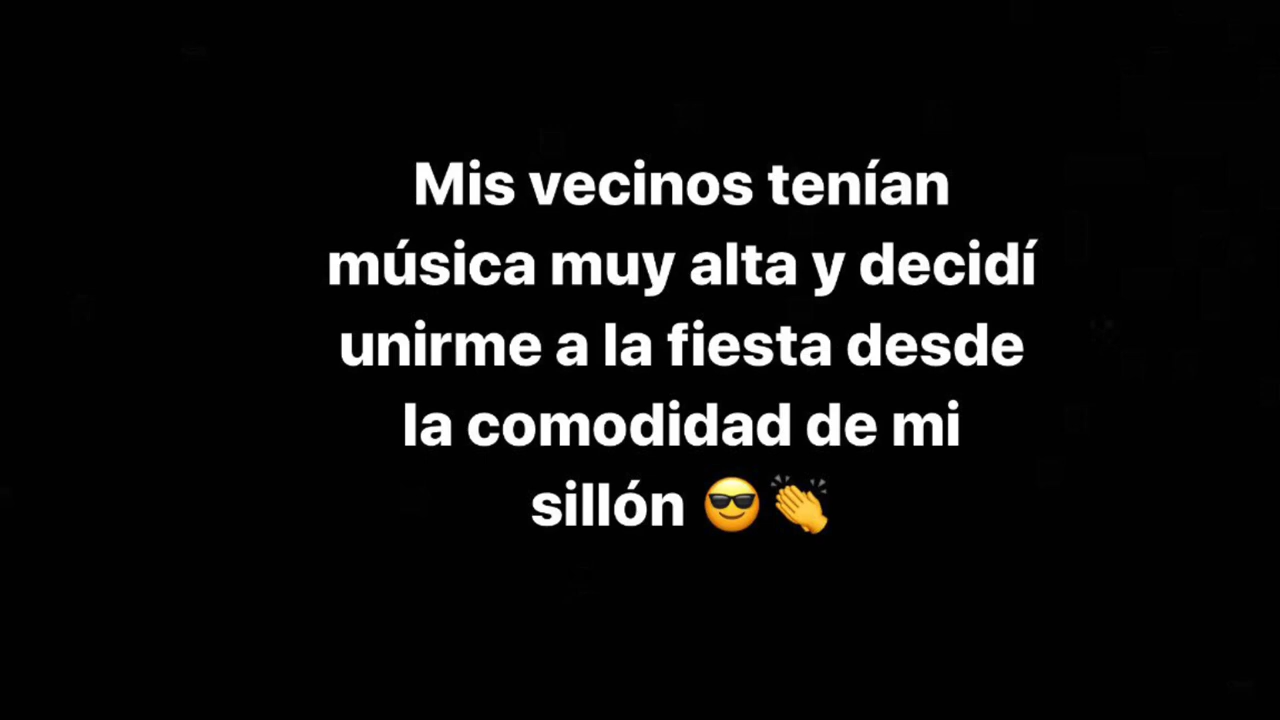 Mis vecinos tenían
música muy alta y decidí
unirme a la fiesta desde
la comodidad de mi
sillón 😎👏